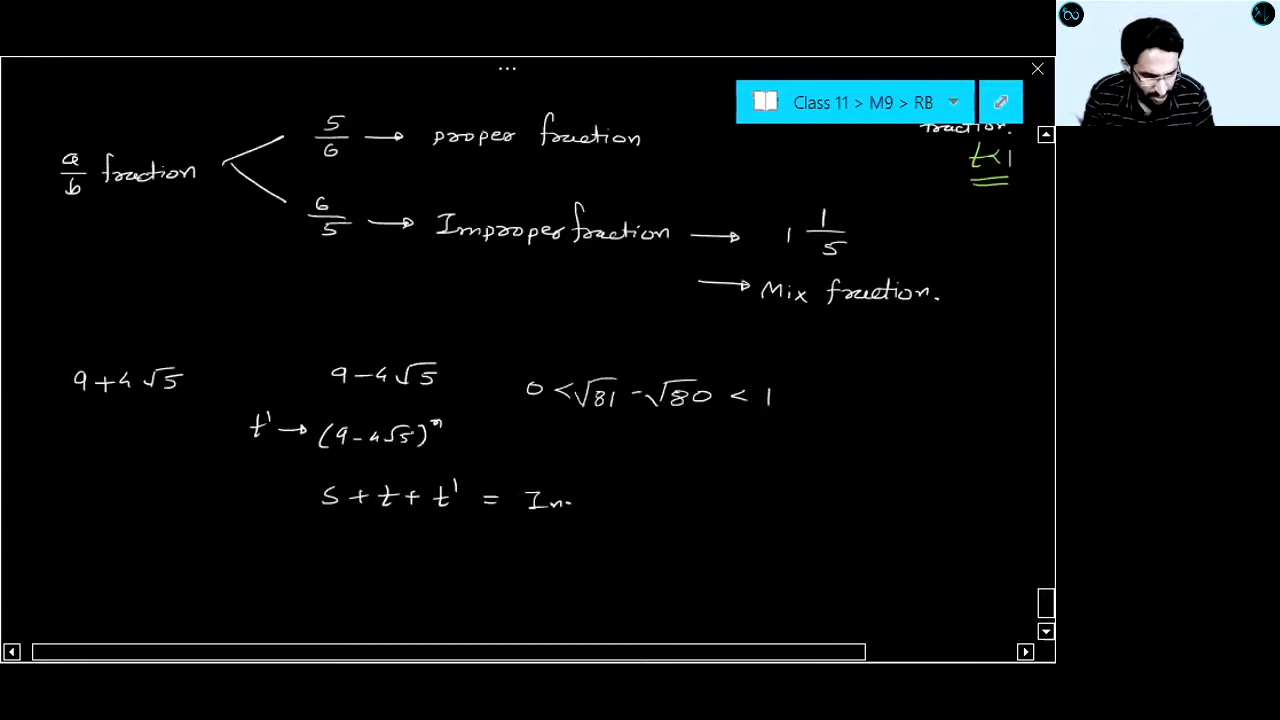 ...
Class 11 > M9 > RB
fraction.
t<1
a/b fraction
5/6 → proper fraction
6/5 → Improper fraction → 1 1/5
→ Mix fraction.
9+4√5
9-4√5
0 < √81 - √80 < 1
t' → (9-4√5)ⁿ
s + t + t' = In